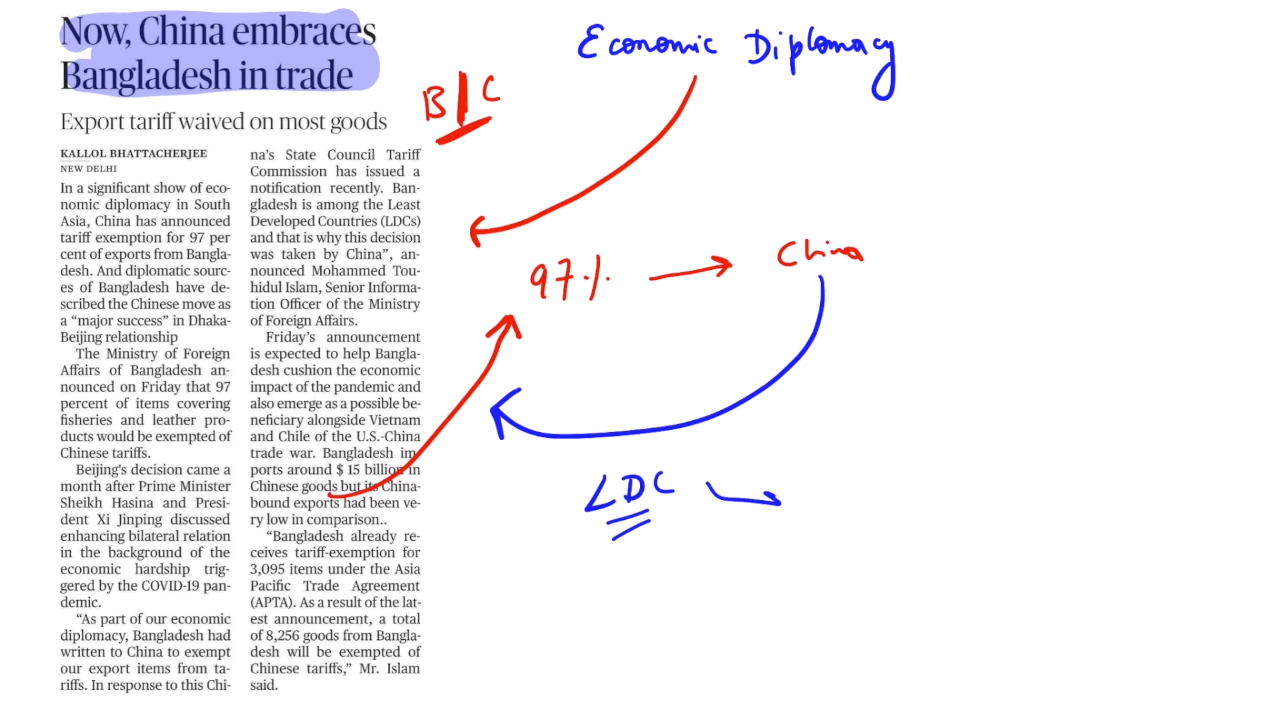 Now, China embraces
Bangladesh in trade
Export tariff waived on most goods
KALLOL BHATTACHERJEE
NEW DELHI
In a significant show of eco-
nomic diplomacy in South
Asia, China has announced
tariff exemption for 97 per
cent of exports from Bangla-
desh. And diplomatic sourc-
es of Bangladesh have de-
scribed the Chinese move as
a “major success” in Dhaka-
Beijing relationship
The Ministry of Foreign
Affairs of Bangladesh an-
nounced on Friday that 97
percent of items covering
fisheries and leather pro-
ducts would be exempted of
Chinese tariffs.
Beijing's decision came a
month after Prime Minister
Sheikh Hasina and Presi-
dent Xi Jinping discussed
enhancing bilateral relation
in the background of the
economic hardship trig-
gered by the COVID-19 pan-
demic.
“As part of our economic
diplomacy, Bangladesh had
written to China to exempt
our export items from ta-
riffs. In response to this Chi-
na’s State Council Tariff
Commission has issued a
notification recently. Ban-
gladesh is among the Least
Developed Countries (LDCs)
and that is why this decision
was taken by China”, an-
nounced Mohammed Tou-
hidul Islam, Senior Informa-
tion Officer of the Ministry
of Foreign Affairs.
Friday’s announcement
is expected to help Bangla-
desh cushion the economic
impact of the pandemic and
also emerge as a possible be-
neficiary alongside Vietnam
and Chile of the U.S.-China
trade war. Bangladesh im-
ports around $ 15 billion in
Chinese goods but its China-
bound exports had been ve-
ry low in comparison..
“Bangladesh already re-
ceives tariff-exemption for
3,095 items under the Asia
Pacific Trade Agreement
(APTA). As a result of the lat-
est announcement, a total
of 8,256 goods from Bangla-
desh will be exempted of
Chinese tariffs,” Mr. Islam
said.
Economic Diplomacy
B | C
97% → China
LDC